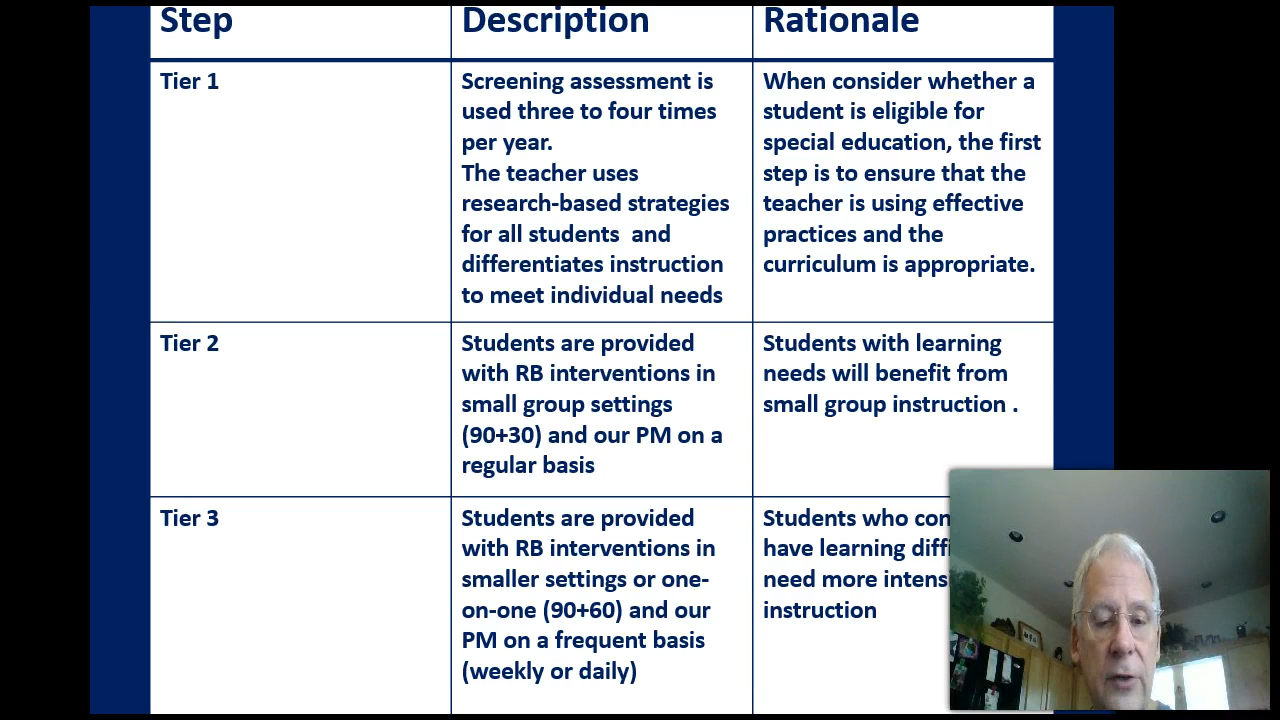 Step
Description
Rationale
Tier 1
Screening assessment is
used three to four times
per year.
The teacher uses
research-based strategies
for all students and
differentiates instruction
to meet individual needs
When consider whether a
student is eligible for
special education, the first
step is to ensure that the
teacher is using effective
practices and the
curriculum is appropriate.
Tier 2
Students are provided
with RB interventions in
small group settings
(90+30) and our PM on a
regular basis
Students with learning
needs will benefit from
small group instruction .
Tier 3
Students are provided
with RB interventions in
smaller settings or one-
on-one (90+60) and our
PM on a frequent basis
(weekly or daily)
Students who
have learning
need more
instruction